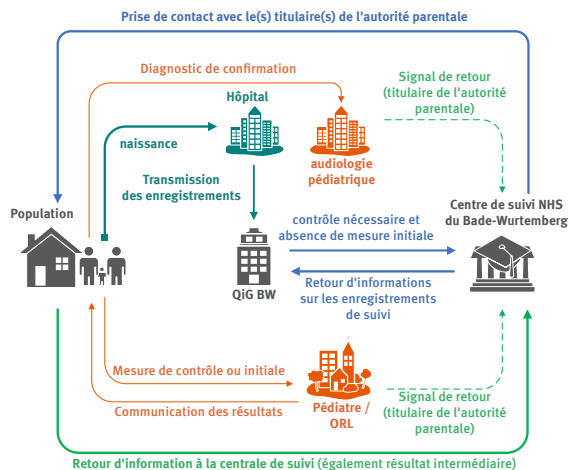 Prise de contact avec le(s) titulaire(s) de l'autorité parentale
Diagnostic de confirmation
Signal de retour
(titulaire de l'autorité
parentale)
Hôpital
naissance
audiologie
pédiatrique
Transmission
des enregistrements
Centre de suivi NHS
du Bade-Wurtemberg
Population
contrôle nécessaire et
absence de mesure initiale
QiG BW
Retour d'informations
sur les enregistrements
de suivi
Mesure de contrôle ou initiale
Communication des résultats
Pédiatre /
ORL
Signal de retour
(titulaire de l'autorité
parentale)
Retour d'information à la centrale de suivi (également résultat intermédiaire)